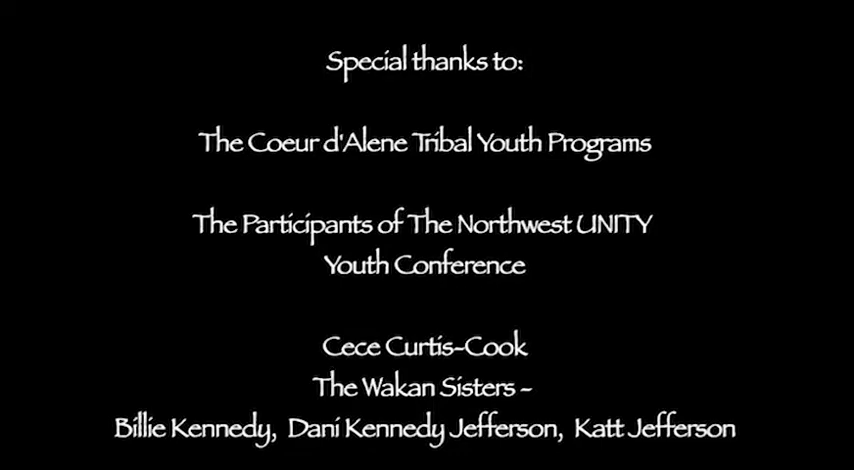 Special thanks to:
The Coeur d'Alene Tribal Youth Programs
The Participants of The Northwest UNITY
Youth Conference
Cece Curtis-Cook
The Wakan Sisters -
Billie Kennedy, Dani Kennedy Jefferson, Katt Jefferson